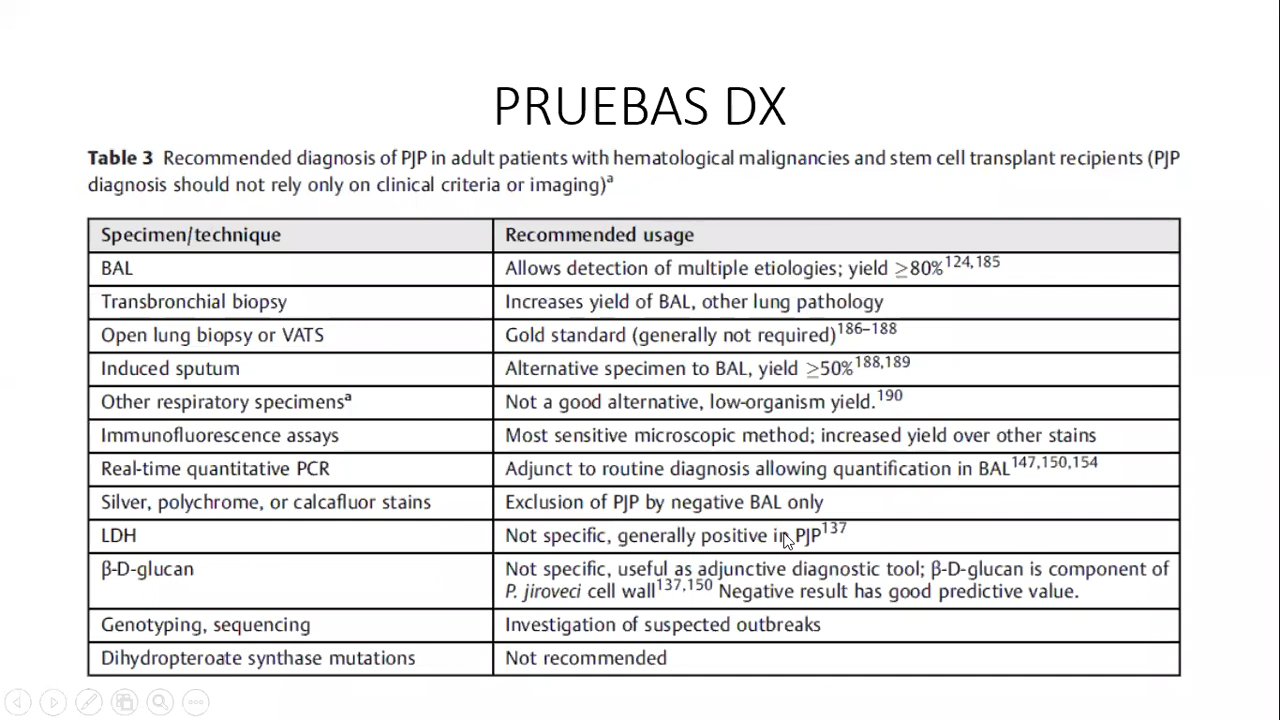 PRUEBAS DX
Table 3 Recommended diagnosis of PJP in adult patients with hematological malignancies and stem cell transplant recipients (PJP
diagnosis should not rely only on clinical criteria or imaging)a
Specimen/technique Recommended usage
BAL Allows detection of multiple etiologies; yield ≥80%124,185
Transbronchial biopsy Increases yield of BAL, other lung pathology
Open lung biopsy or VATS Gold standard (generally not required)186–188
Induced sputum Alternative specimen to BAL, yield ≥50%188,189
Other respiratory specimensa Not a good alternative, low-organism yield.190
Immunofluorescence assays Most sensitive microscopic method; increased yield over other stains
Real-time quantitative PCR Adjunct to routine diagnosis allowing quantification in BAL147,150,154
Silver, polychrome, or calcafluor stains Exclusion of PJP by negative BAL only
LDH Not specific, generally positive in PJP137
β-D-glucan Not specific, useful as adjunctive diagnostic tool; β-D-glucan is component of
P. jiroveci cell wall137,150 Negative result has good predictive value.
Genotyping, sequencing Investigation of suspected outbreaks
Dihydropteroate synthase mutations Not recommended